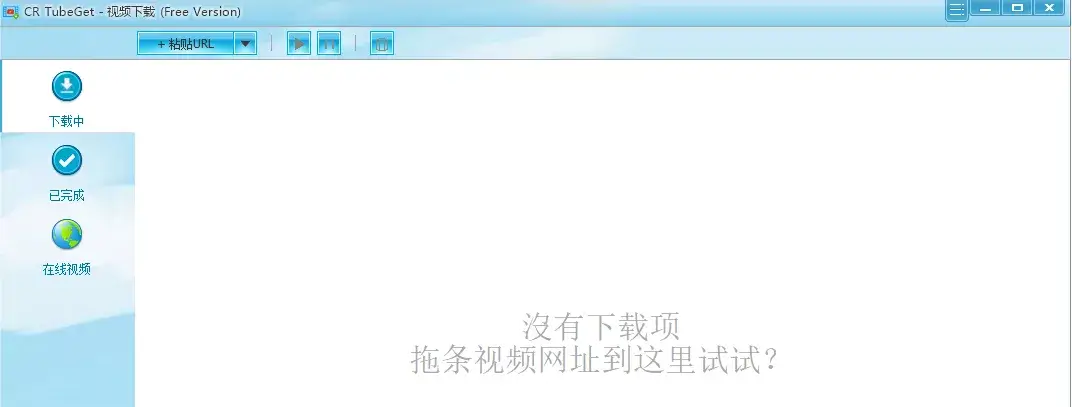 CR TubeGet - 视频下载 (Free Version)
+ 粘贴URL
下载中
已完成
在线视频
沒有下载项
拖条视频网址到这里试试？